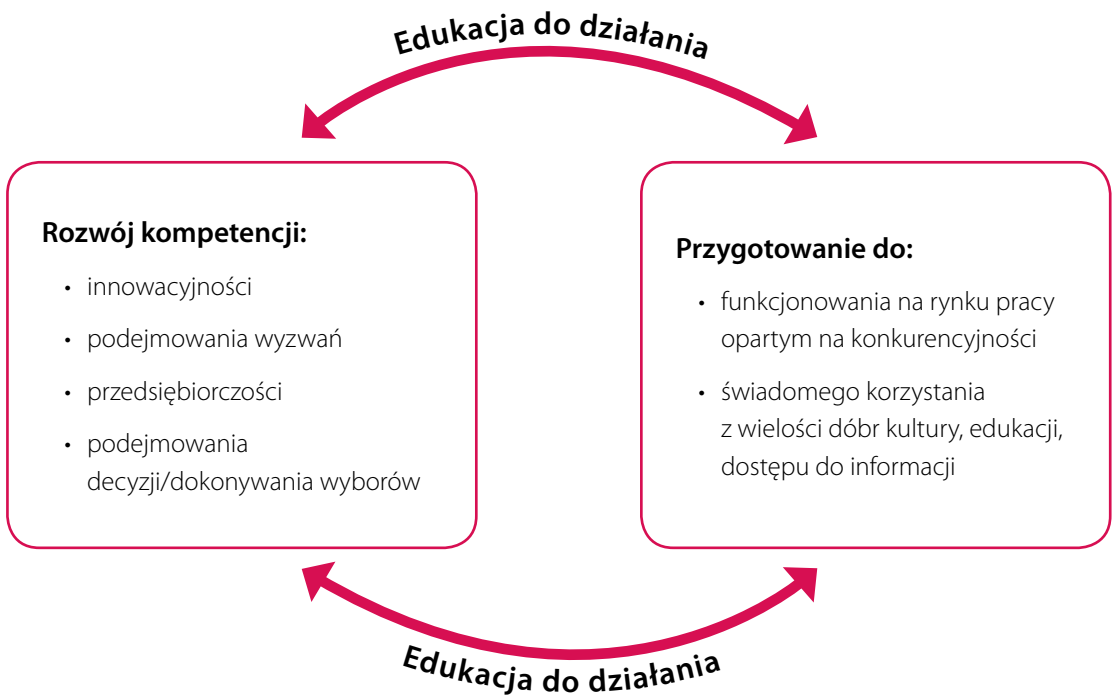 Edukacja do działania
Rozwój kompetencji:
• innowacyjności
• podejmowania wyzwań
• przedsiębiorczości
• podejmowania
decyzji/dokonywania wyborów
Przygotowanie do:
• funkcjonowania na rynku pracy
opartym na konkurencyjności
• świadomego korzystania
z wielości dóbr kultury, edukacji,
dostępu do informacji
Edukacja do działania